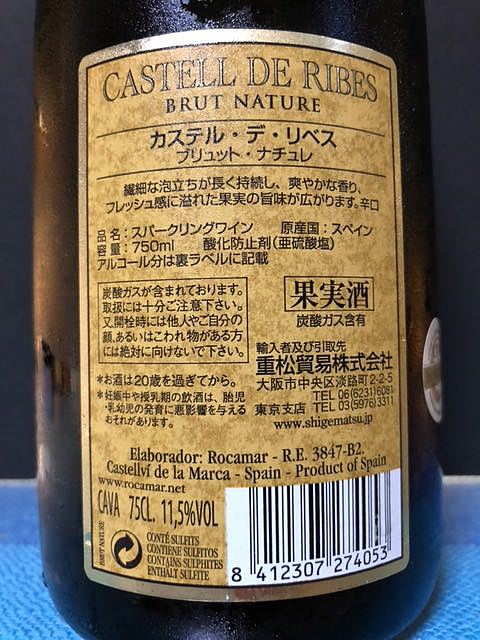 CASTELL DE RIBES
BRUT NATURE
カステル・デ・リベス
ブリュット・ナチュレ
繊細な泡立ちが長く持続し、爽やかな香り、
フレッシュ感に溢れた果実の旨味が広がります。辛口
品名：スパークリングワイン　原産国：スペイン
容量：750ml　酸化防止剤（亜硫酸塩）
アルコール分は裏ラベルに記載
炭酸ガスが含まれております。
取扱には十分ご注意下さい。
又、開栓時には他人やご自分の
顔、あるいはこわれ物がある方
には絶対に向けないで下さい。
果実酒
炭酸ガス含有
＊お酒は20歳を過ぎてから。
＊妊娠中や授乳期の飲酒は、胎児
・乳幼児の発育に悪影響を与える
おそれがあります。
輸入者及び引取先
重松貿易株式会社
大阪市中央区淡路町2-2-5
TEL 06(6231)6081
東京支店　TEL 03(5976)3311
www.shigematsu.jp
Elaborador: Rocamar - R.E. 3847-B2.
Castellví de la Marca - Spain - Product of Spain
www.rocamar.net
CAVA 75CL. 11,5%VOL
BRUT NATURE
CONTÉ SULFITS
CONTIENE SULFITOS
CONTAINS SULPHITES
ENTHÄLT SULFITE
8 412307 274053